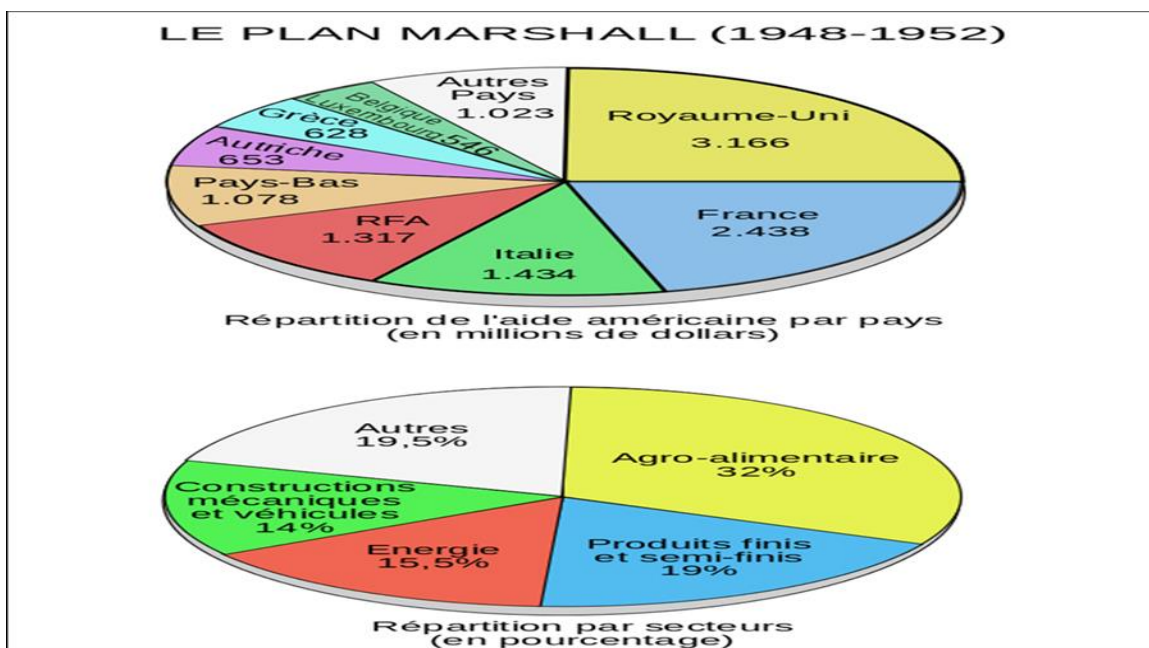 LE PLAN MARSHALL (1948-1952)
Autres
Pays
1.023
Royaume-Uni
3.166
France
2.438
Italie
1.434
RFA
1.317
Pays-Bas
1.078
Autriche
653
Grèce
628
Belgique
Luxembourg.546
Répartition de l'aide américaine par pays
(en millions de dollars)
Autres
19,5%
Agro-alimentaire
32%
Produits finis
et semi-finis
19%
Energie
15,5%
Constructions
mécaniques
et véhicules
14%
Répartition par secteurs
(en pourcentage)